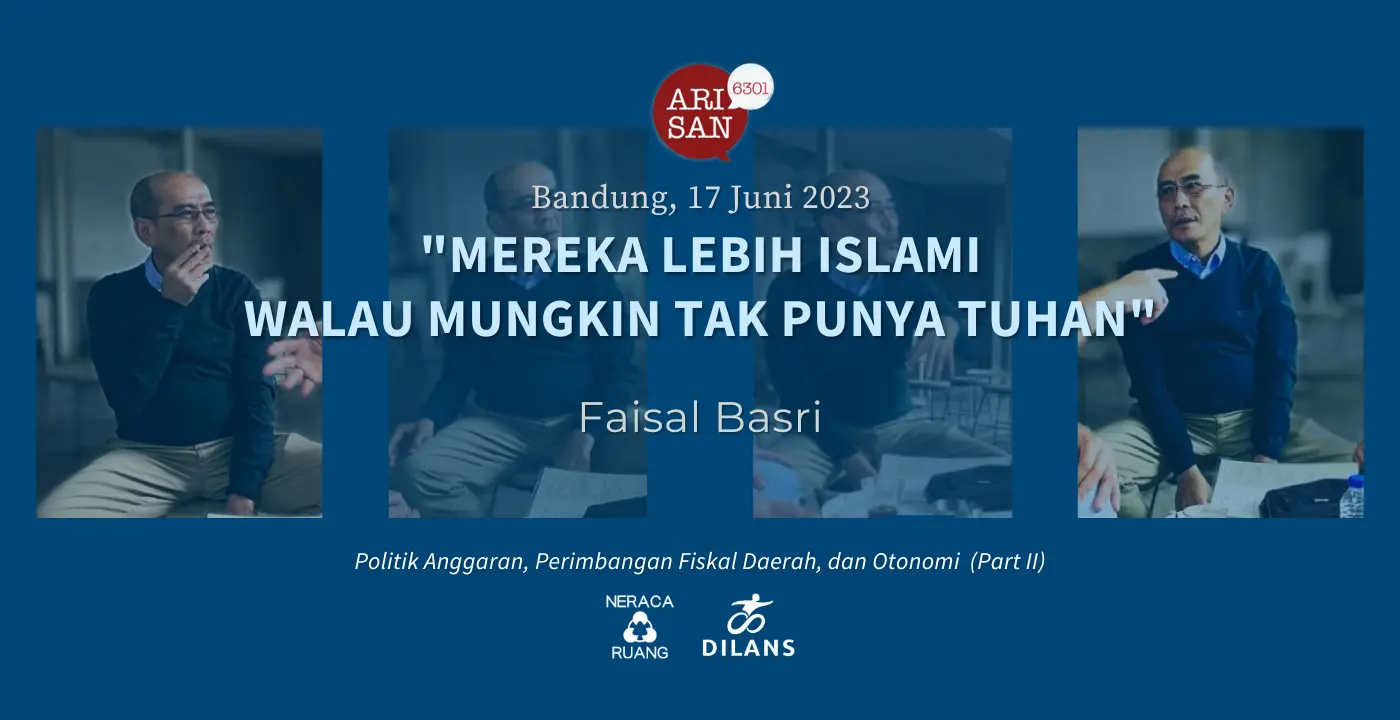 ARI
SAN
6301
Bandung, 17 Juni 2023
"MEREKA LEBIH ISLAMI
WALAU MUNGKIN TAK PUNYA TUHAN"
Faisal Basri
Politik Anggaran, Perimbangan Fiskal Daerah, dan Otonomi (Part II)
NERACA
RUANG
DILANS